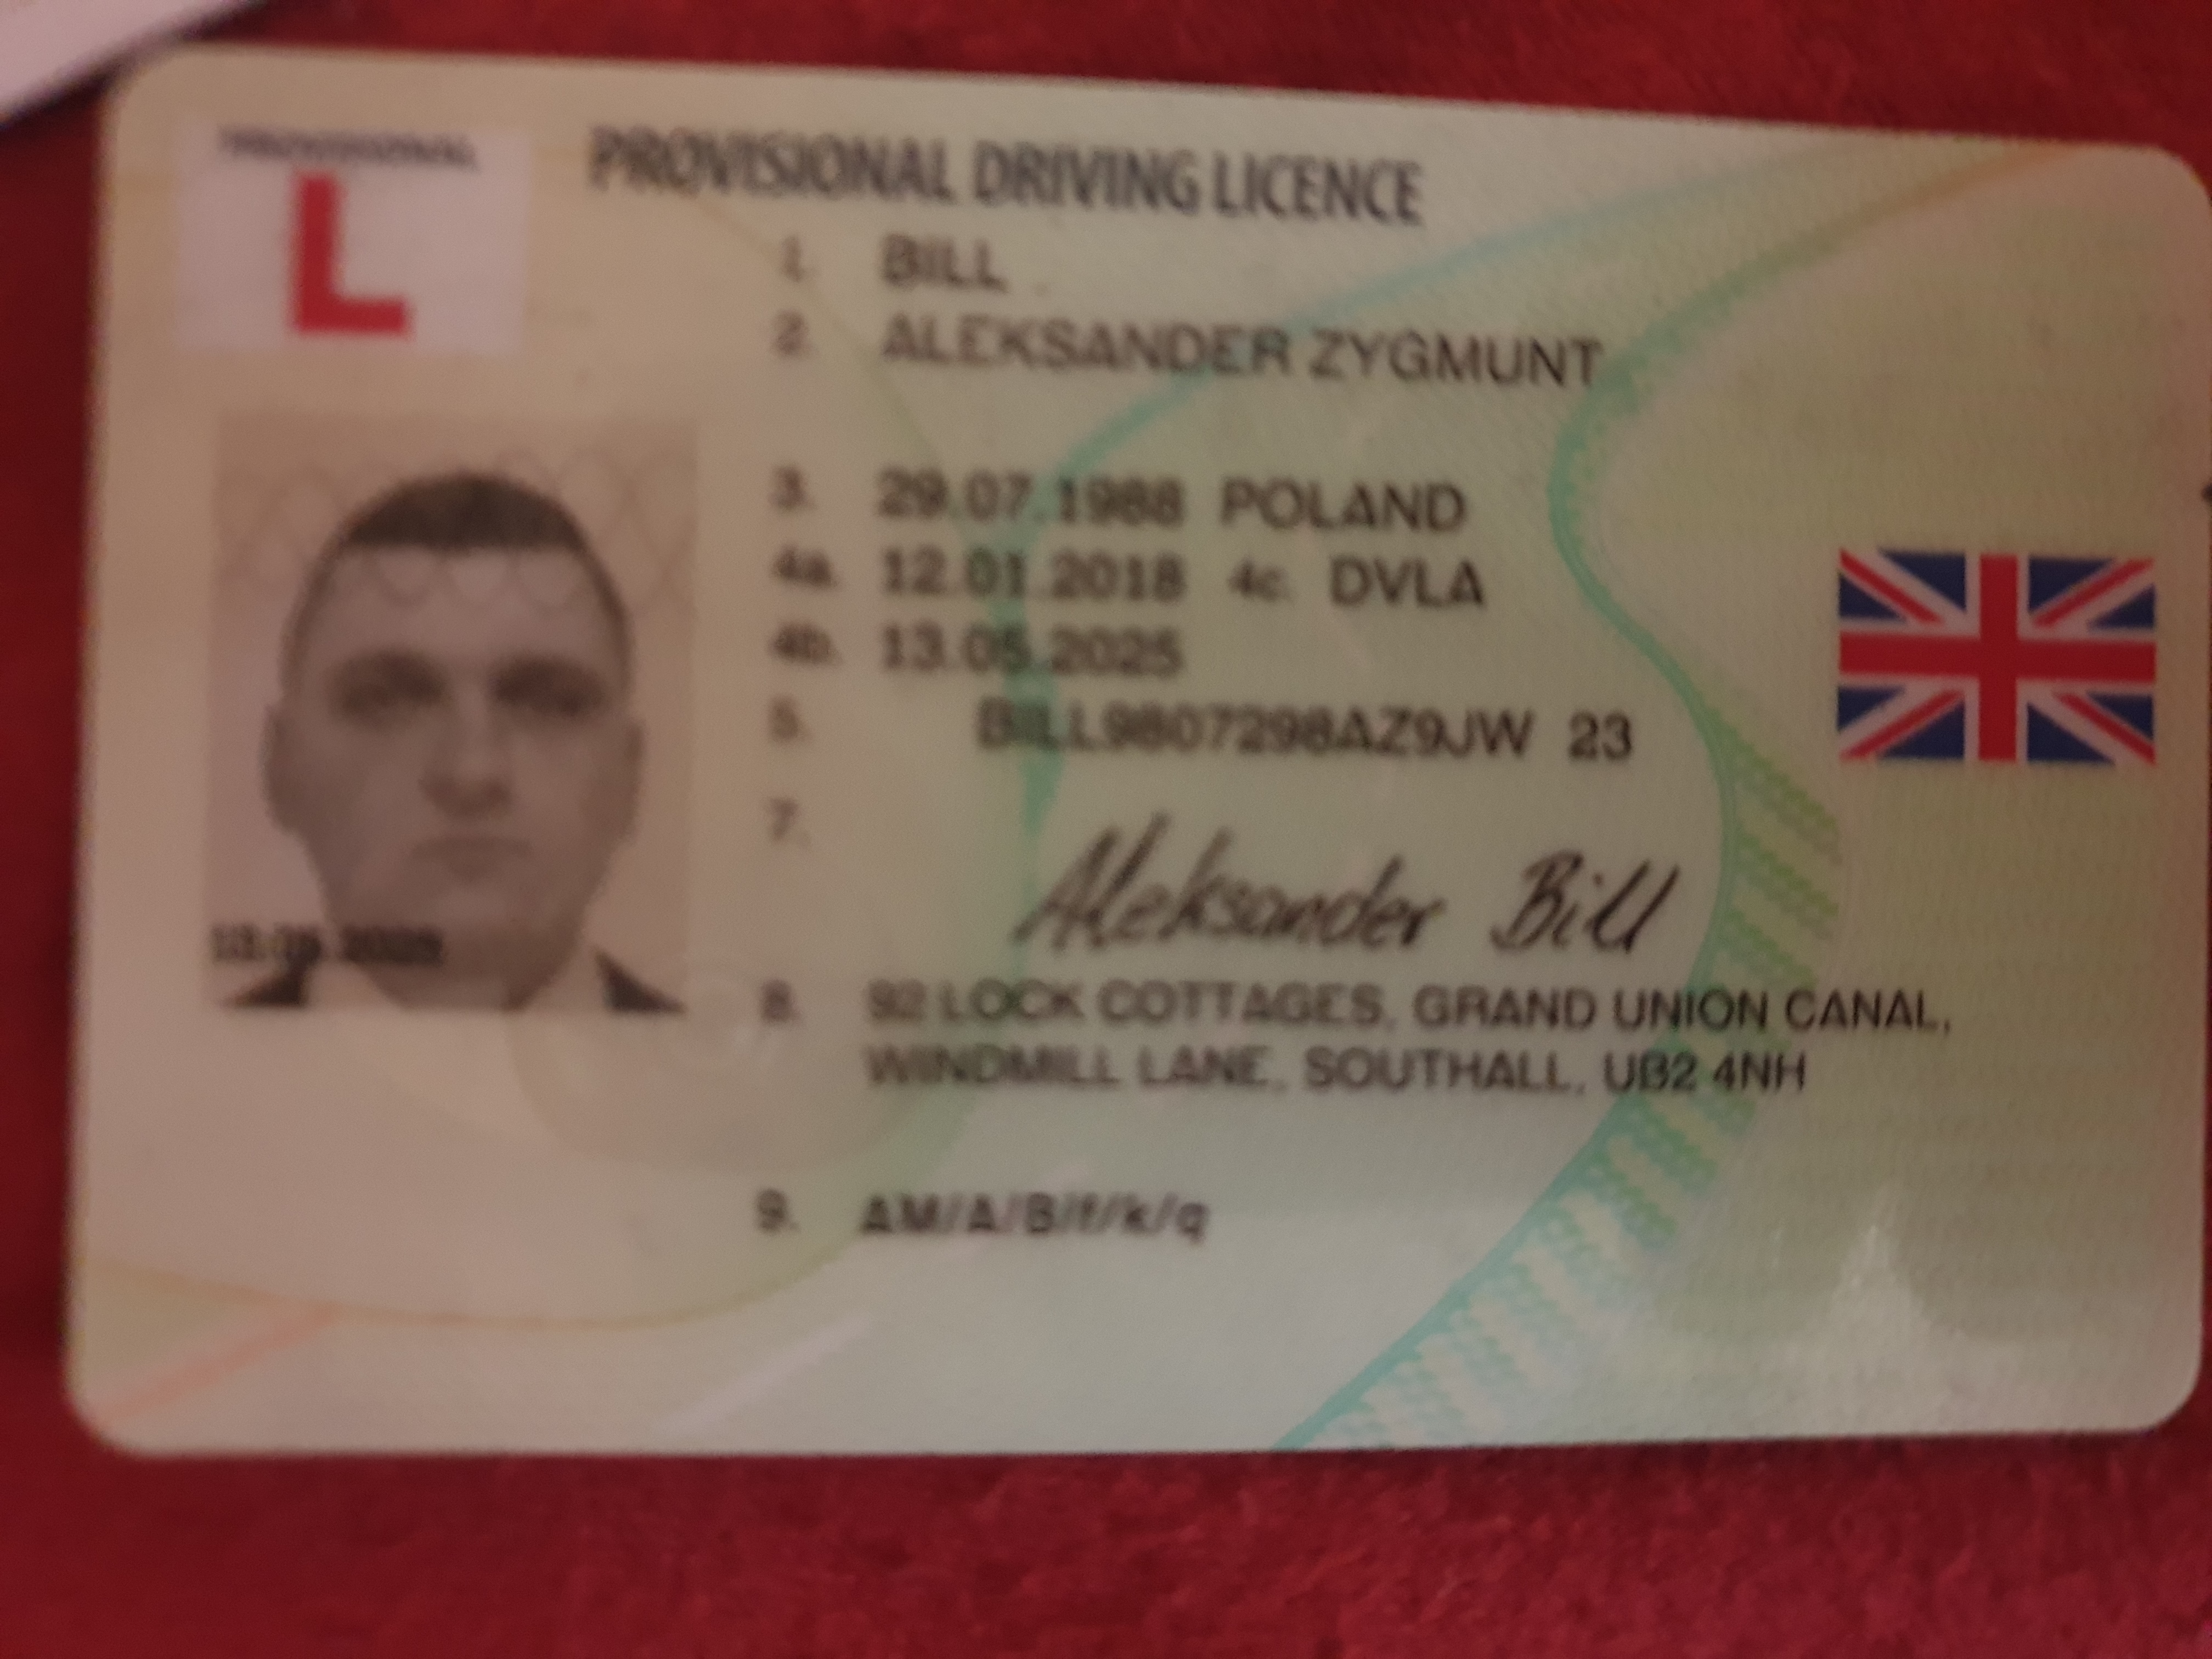 PROVISIONAL
L
PROVISIONAL DRIVING LICENCE
1. BILL
2. ALEKSANDER ZYGMUNT
3. 29.07.1988 POLAND
4a. 12.01.2018 4c. DVLA
4b. 13.05.2025
5. BILL9807298AZ9JW 23
7. Aleksander Bill
13.05.2025
8. 92 LOCK COTTAGES, GRAND UNION CANAL,
WINDMILL LANE, SOUTHALL, UB2 4NH
9. AM/A/B/f/k/q